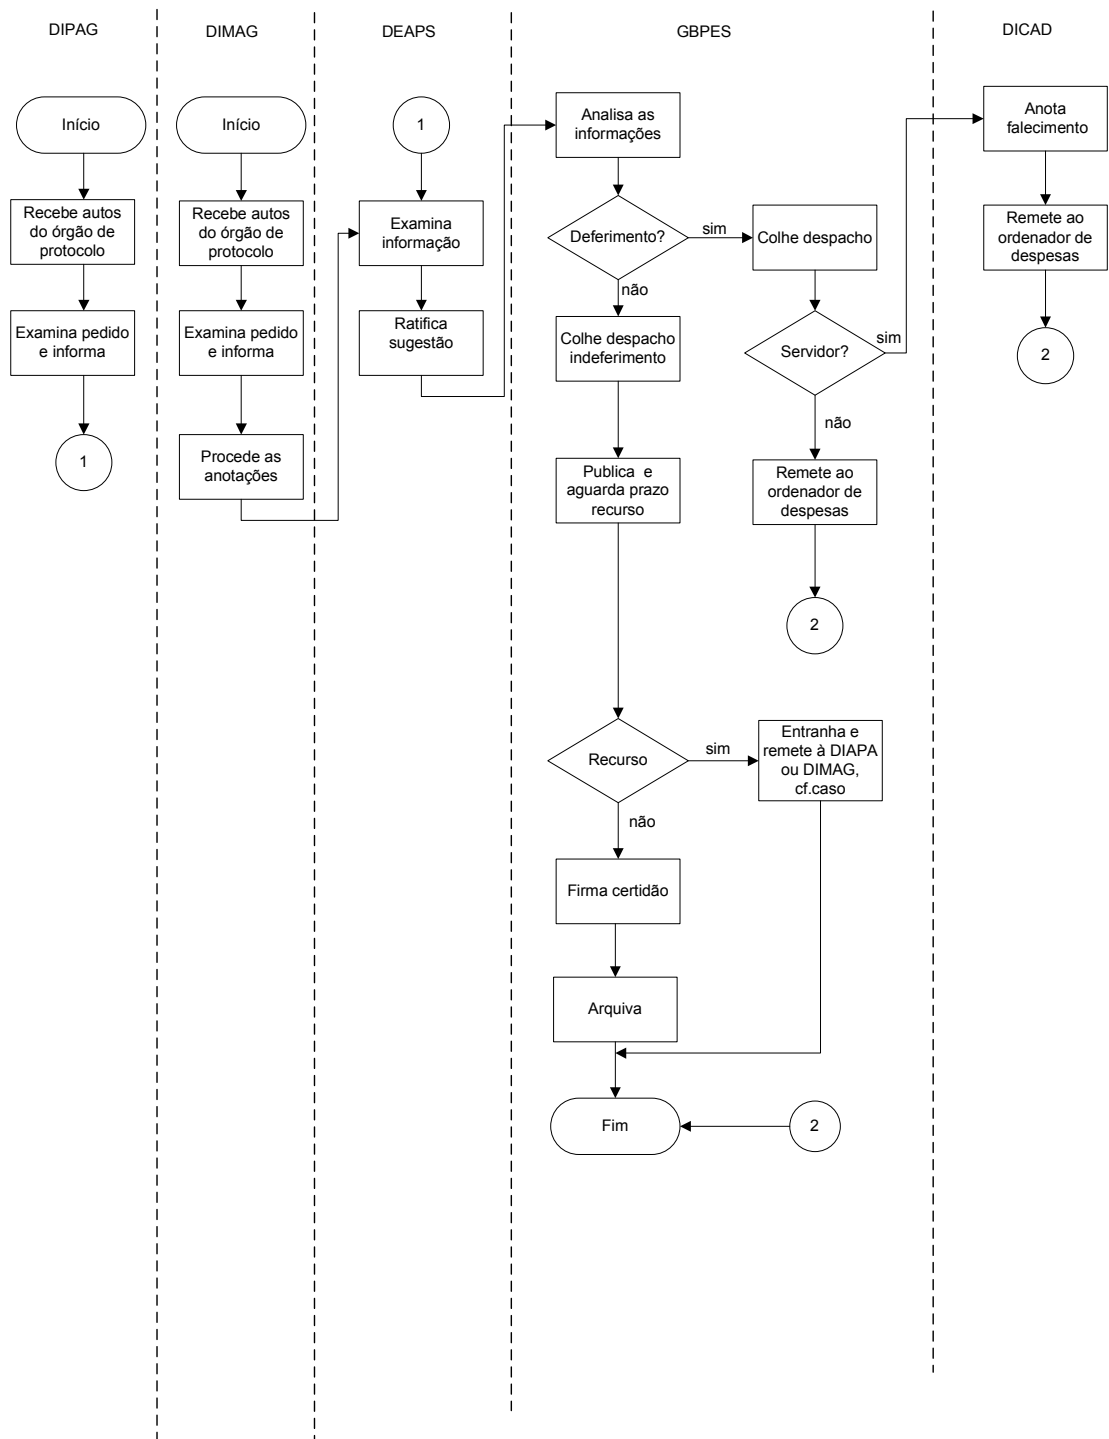 DIPAG
DIMAG
DEAPS
GBPES
DICAD
Início
Recebe autos
do órgão de
protocolo
Examina pedido
e informa
1
Início
Recebe autos
do órgão de
protocolo
Examina pedido
e informa
Procede as
anotações
1
Examina
informação
Ratifica
sugestão
Analisa as
informações
Deferimento?
sim
não
Colhe despacho
Colhe despacho
indeferimento
Servidor?
sim
não
Publica e
aguarda prazo
recurso
Remete ao
ordenador de
despesas
2
Recurso
sim
não
Entranha e
remete à DIAPA
ou DIMAG,
cf.caso
Firma certidão
Arquiva
Fim
2
Anota
falecimento
Remete ao
ordenador de
despesas
2